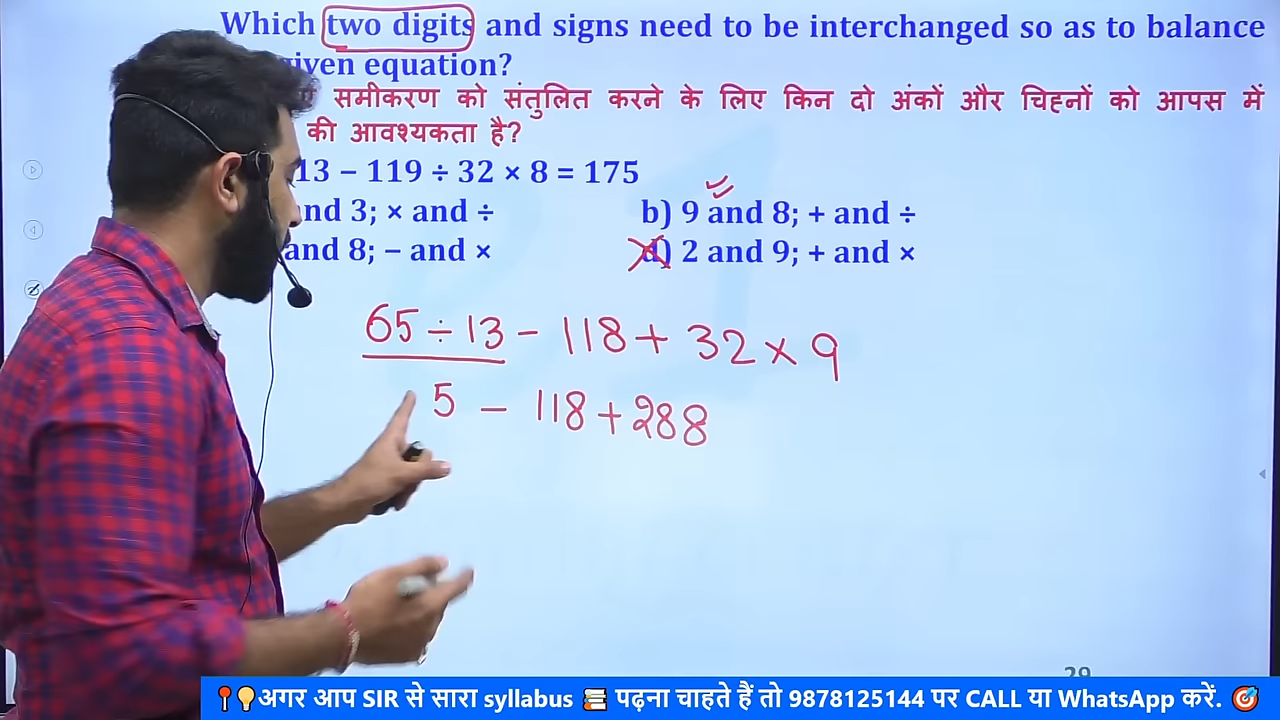 Which two digits and signs need to be interchanged so as to balance
given equation?
समीकरण को संतुलित करने के लिए किन दो अंकों और चिह्नों को आपस में
की आवश्यकता है?
13 – 119 ÷ 32 × 8 = 175
and 3; × and ÷ b) 9 and 8; + and ÷
and 8; – and × d) 2 and 9; + and ×
65 ÷ 13 - 118 + 32 × 9
5 - 118 + 288
29
अगर आप SIR से सारा syllabus पढ़ना चाहते हैं तो 9878125144 पर CALL या WhatsApp करें.